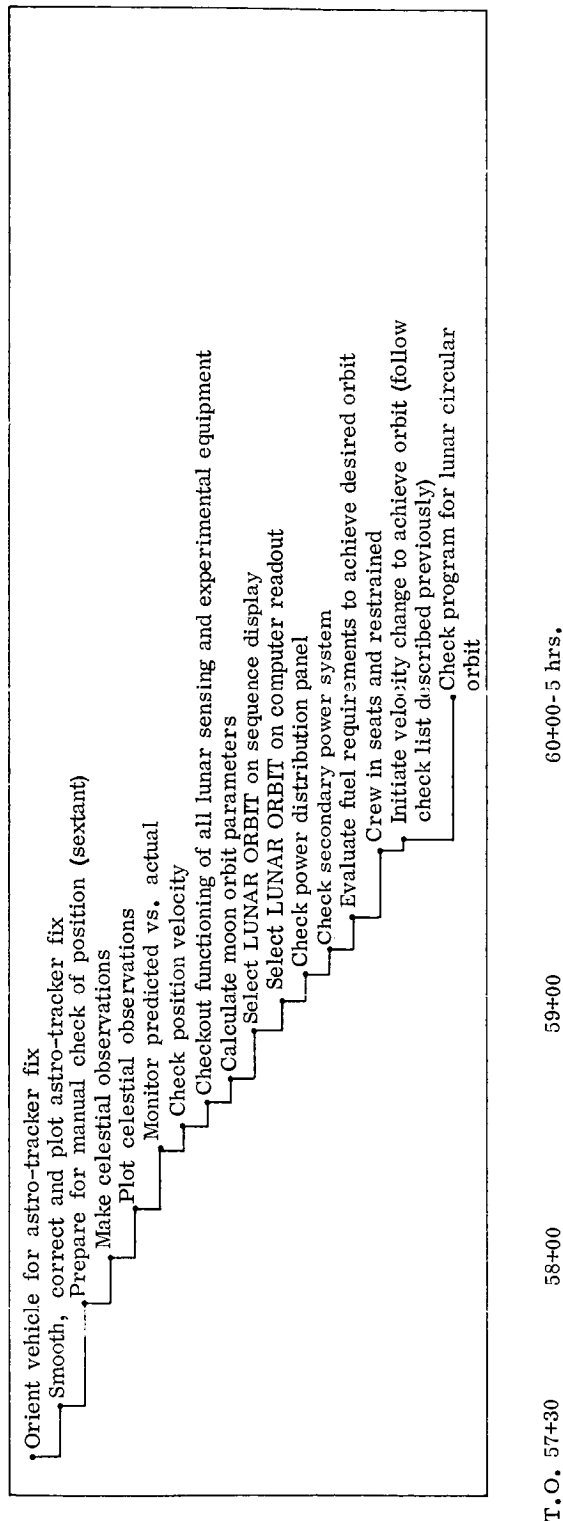 Orient vehicle for astro-tracker fix
Smooth, correct and plot astro-tracker fix
Prepare for manual check of position (sextant)
Make celestial observations
Plot celestial observations
Monitor predicted vs. actual
Check position velocity
Checkout functioning of all lunar sensing and experimental equipment
Calculate moon orbit parameters
Select LUNAR ORBIT on sequence display
Select LUNAR ORBIT on computer readout
Check power distribution panel
Check secondary power system
Evaluate fuel requirements to achieve desired orbit
Crew in seats and restrained
Initiate velocity change to achieve orbit (follow
check list described previously)
Check program for lunar circular
orbit
T.O. 57+30 58+00 59+00 60+00-5 hrs.